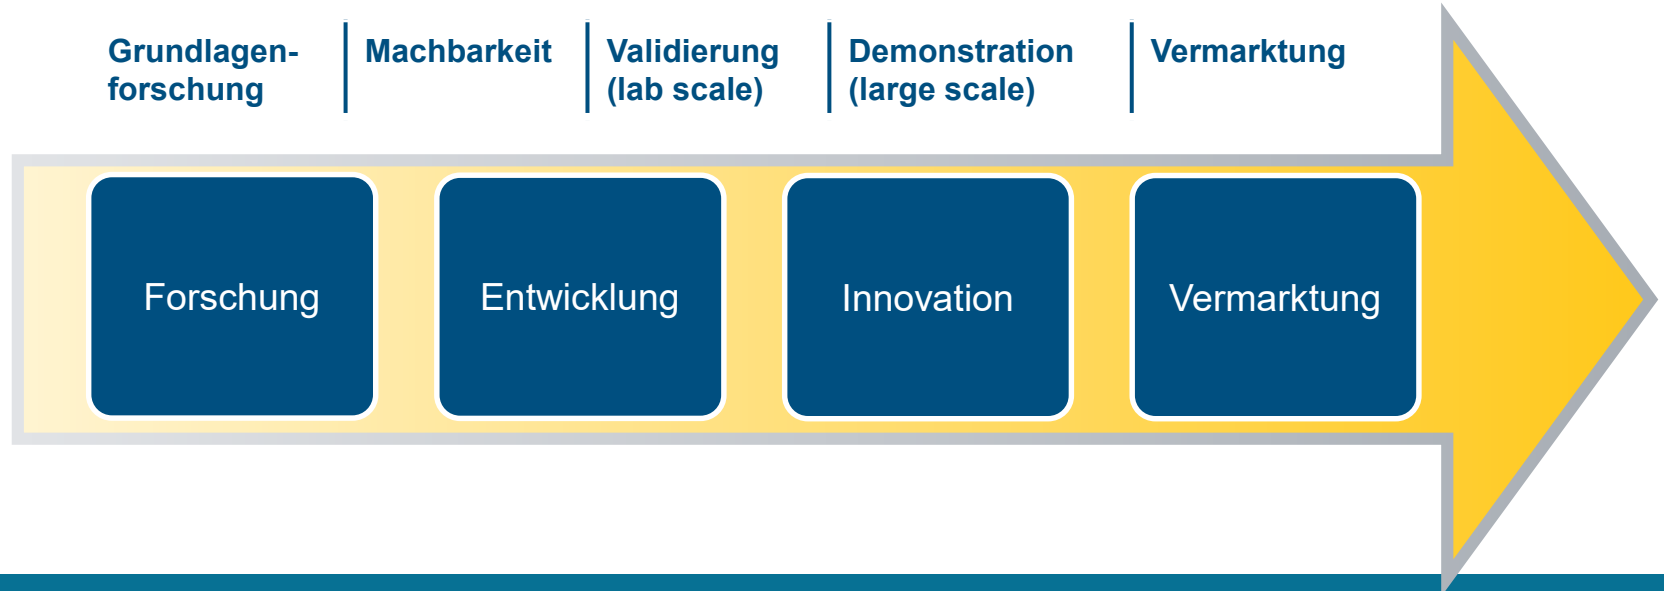 Grundlagen-
forschung
Machbarkeit
Validierung
(lab scale)
Demonstration
(large scale)
Vermarktung
Forschung
Entwicklung
Innovation
Vermarktung